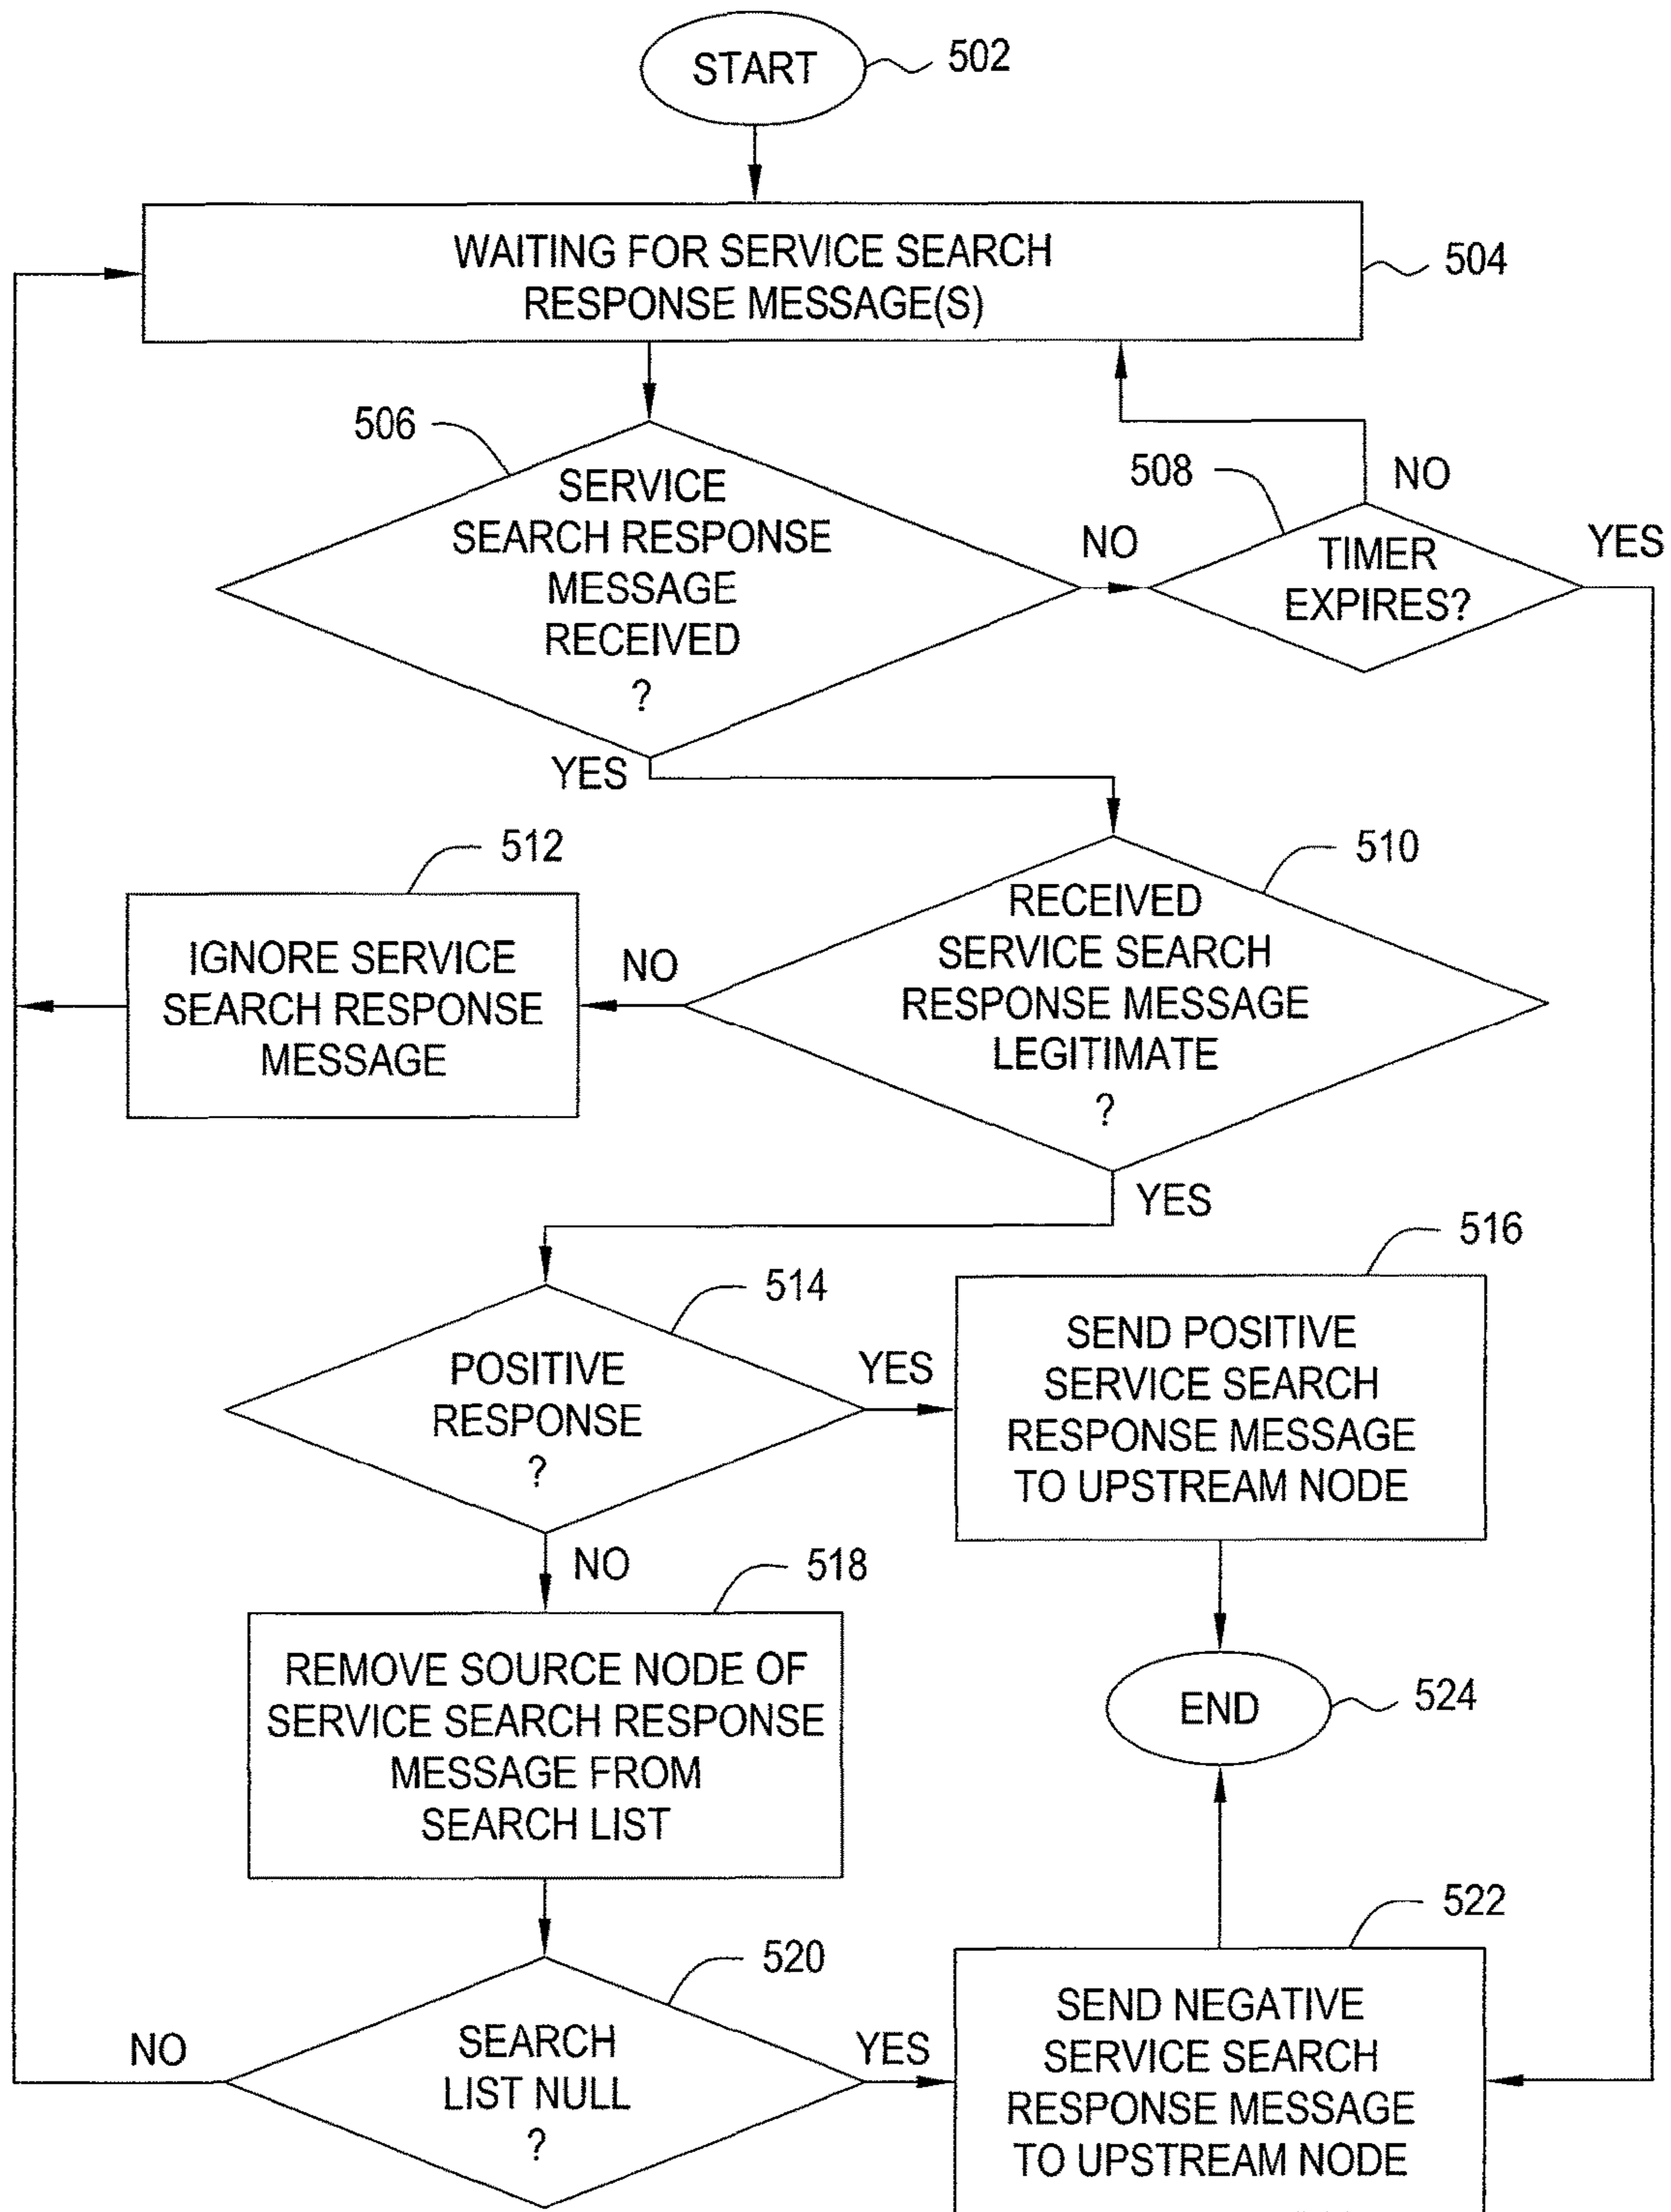 START
502
WAITING FOR SERVICE SEARCH
RESPONSE MESSAGE(S)
504
506
SERVICE
SEARCH RESPONSE
MESSAGE
RECEIVED
?
NO
YES
508
TIMER
EXPIRES?
NO
YES
510
RECEIVED
SERVICE SEARCH
RESPONSE MESSAGE
LEGITIMATE
?
NO
YES
512
IGNORE SERVICE
SEARCH RESPONSE
MESSAGE
514
POSITIVE
RESPONSE
?
YES
NO
516
SEND POSITIVE
SERVICE SEARCH
RESPONSE MESSAGE
TO UPSTREAM NODE
518
REMOVE SOURCE NODE OF
SERVICE SEARCH RESPONSE
MESSAGE FROM
SEARCH LIST
END
524
520
SEARCH
LIST NULL
?
NO
YES
522
SEND NEGATIVE
SERVICE SEARCH
RESPONSE MESSAGE
TO UPSTREAM NODE